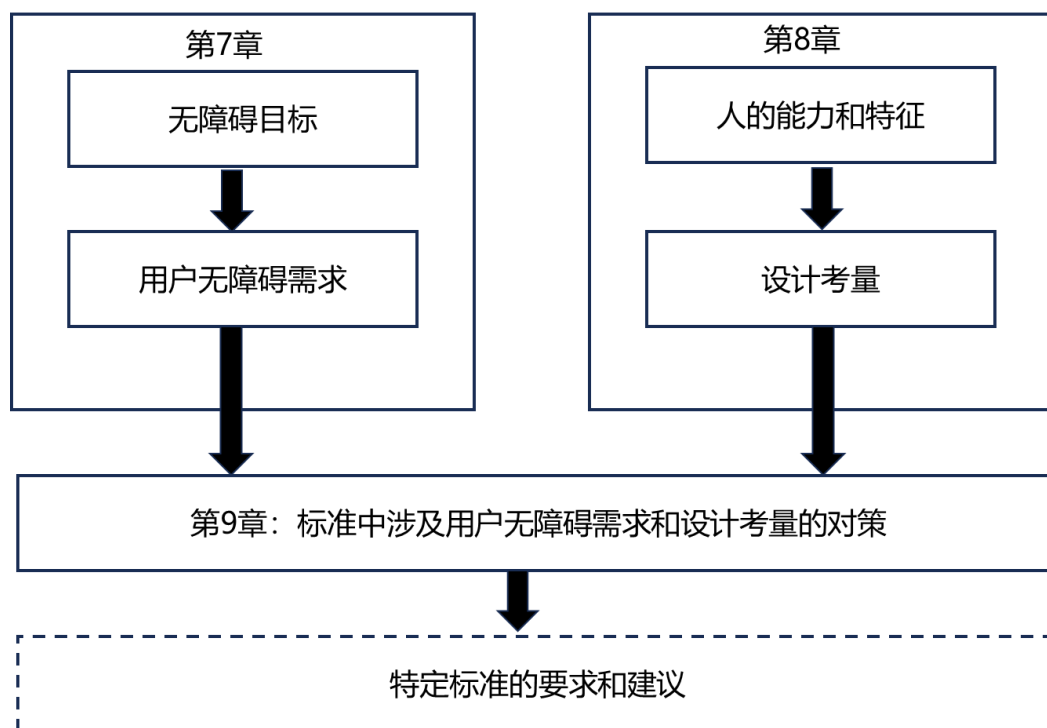 第7章
无障碍目标
用户无障碍需求
第8章
人的能力和特征
设计考量
第9章：标准中涉及用户无障碍需求和设计考量的对策
特定标准的要求和建议